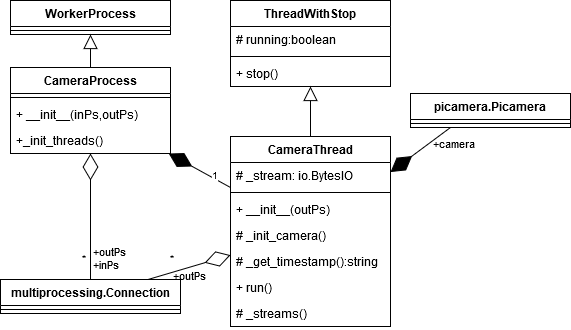 WorkerProcess
ThreadWithStop
# running:boolean
+ stop()
CameraProcess
+ __init__(inPs,outPs)
+_init_threads()
picamera.Picamera
+camera
CameraThread
# _stream: io.BytesIO
+ __init__(outPs)
# _init_camera()
# _get_timestamp():string
+ run()
# _streams()
1
*
+outPs
+inPs
*
+outPs
multiprocessing.Connection